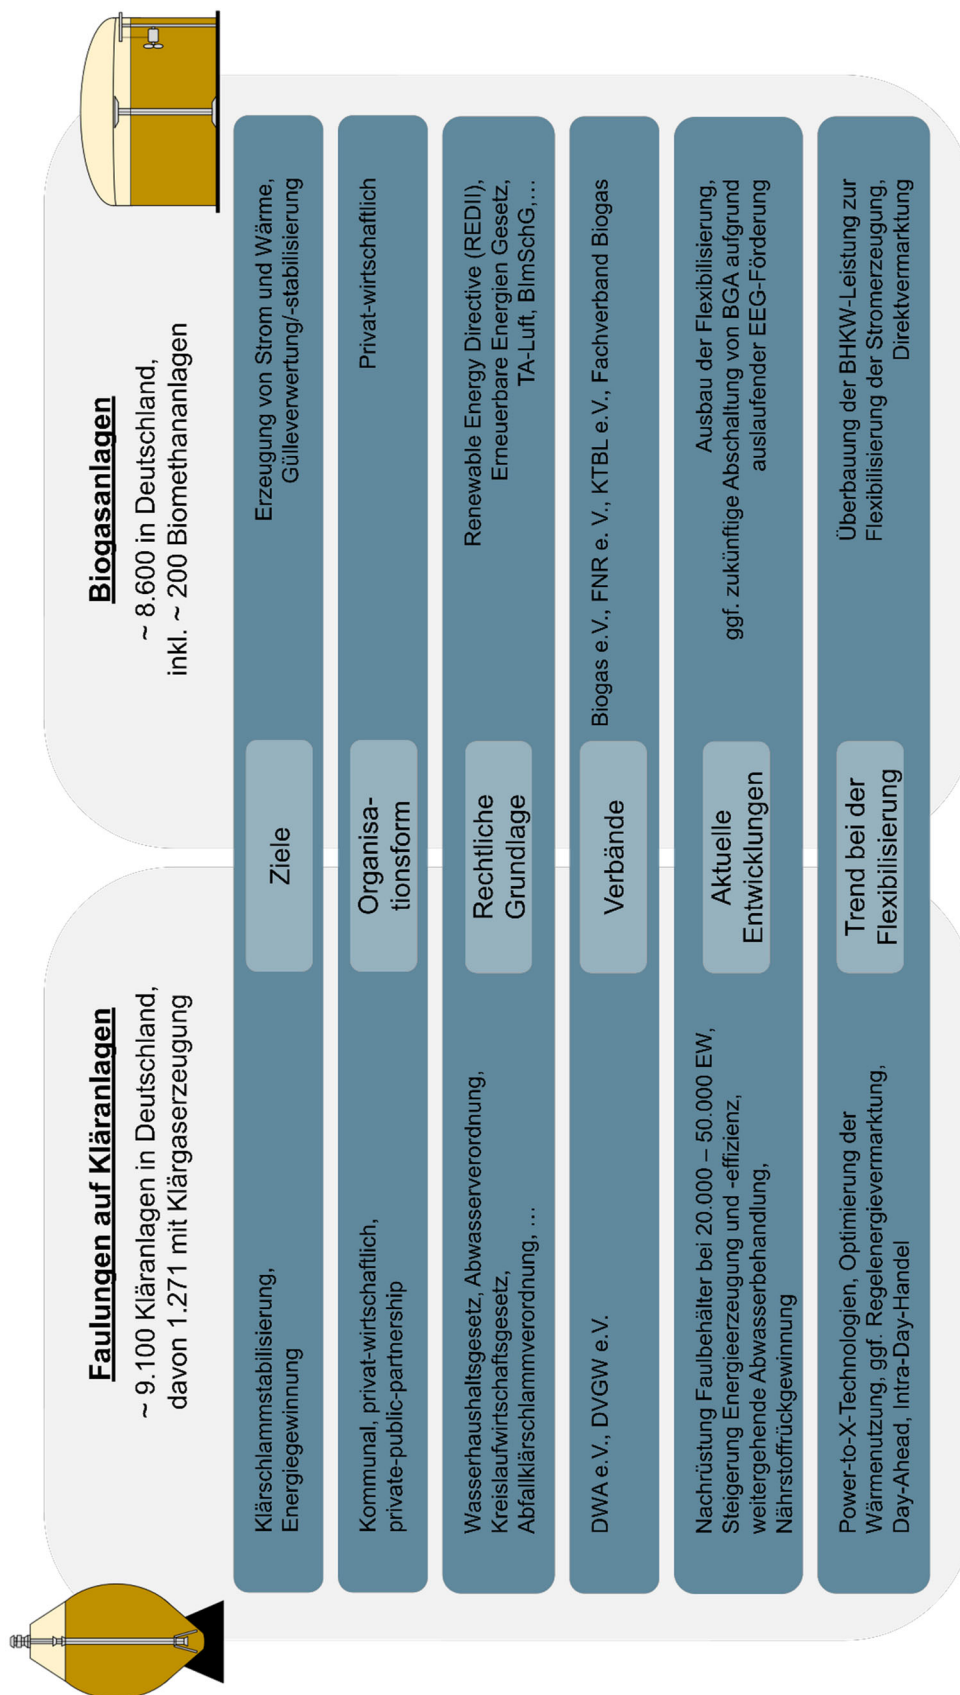 Faulungen auf Kläranlagen
~ 9.100 Kläranlagen in Deutschland,
davon 1.271 mit Klärgaserzeugung
Biogasanlagen
~ 8.600 in Deutschland,
inkl. ~ 200 Biomethananlagen
Klärschlammstabilisierung,
Energiegewinnung
Ziele
Erzeugung von Strom und Wärme,
Gülleverwertung/-stabilisierung
Kommunal, privat-wirtschaftlich,
private-public-partnership
Organisa-
tionsform
Privat-wirtschaftlich
Wasserhaushaltsgesetz, Abwasserverordnung,
Kreislaufwirtschaftsgesetz,
Abfallklärschlammverordnung, …
Rechtliche
Grundlage
Renewable Energy Directive (REDII),
Erneuerbare Energien Gesetz,
TA-Luft, BImSchG,…
DWA e.V., DVGW e.V.
Verbände
Biogas e.V., FNR e. V., KTBL e.V., Fachverband Biogas
Nachrüstung Faulbehälter bei 20.000 – 50.000 EW,
Steigerung Energieerzeugung und -effizienz,
weitergehende Abwasserbehandlung,
Nährstoffrückgewinnung
Aktuelle
Entwicklungen
Ausbau der Flexibilisierung,
ggf. zukünftige Abschaltung von BGA aufgrund
auslaufender EEG-Förderung
Power-to-X-Technologien, Optimierung der
Wärmenutzung, ggf. Regelenergievermarktung,
Day-Ahead, Intra-Day-Handel
Trend bei der
Flexibilisierung
Überbauung der BHKW-Leistung zur
Flexibilisierung der Stromerzeugung,
Direktvermarktung